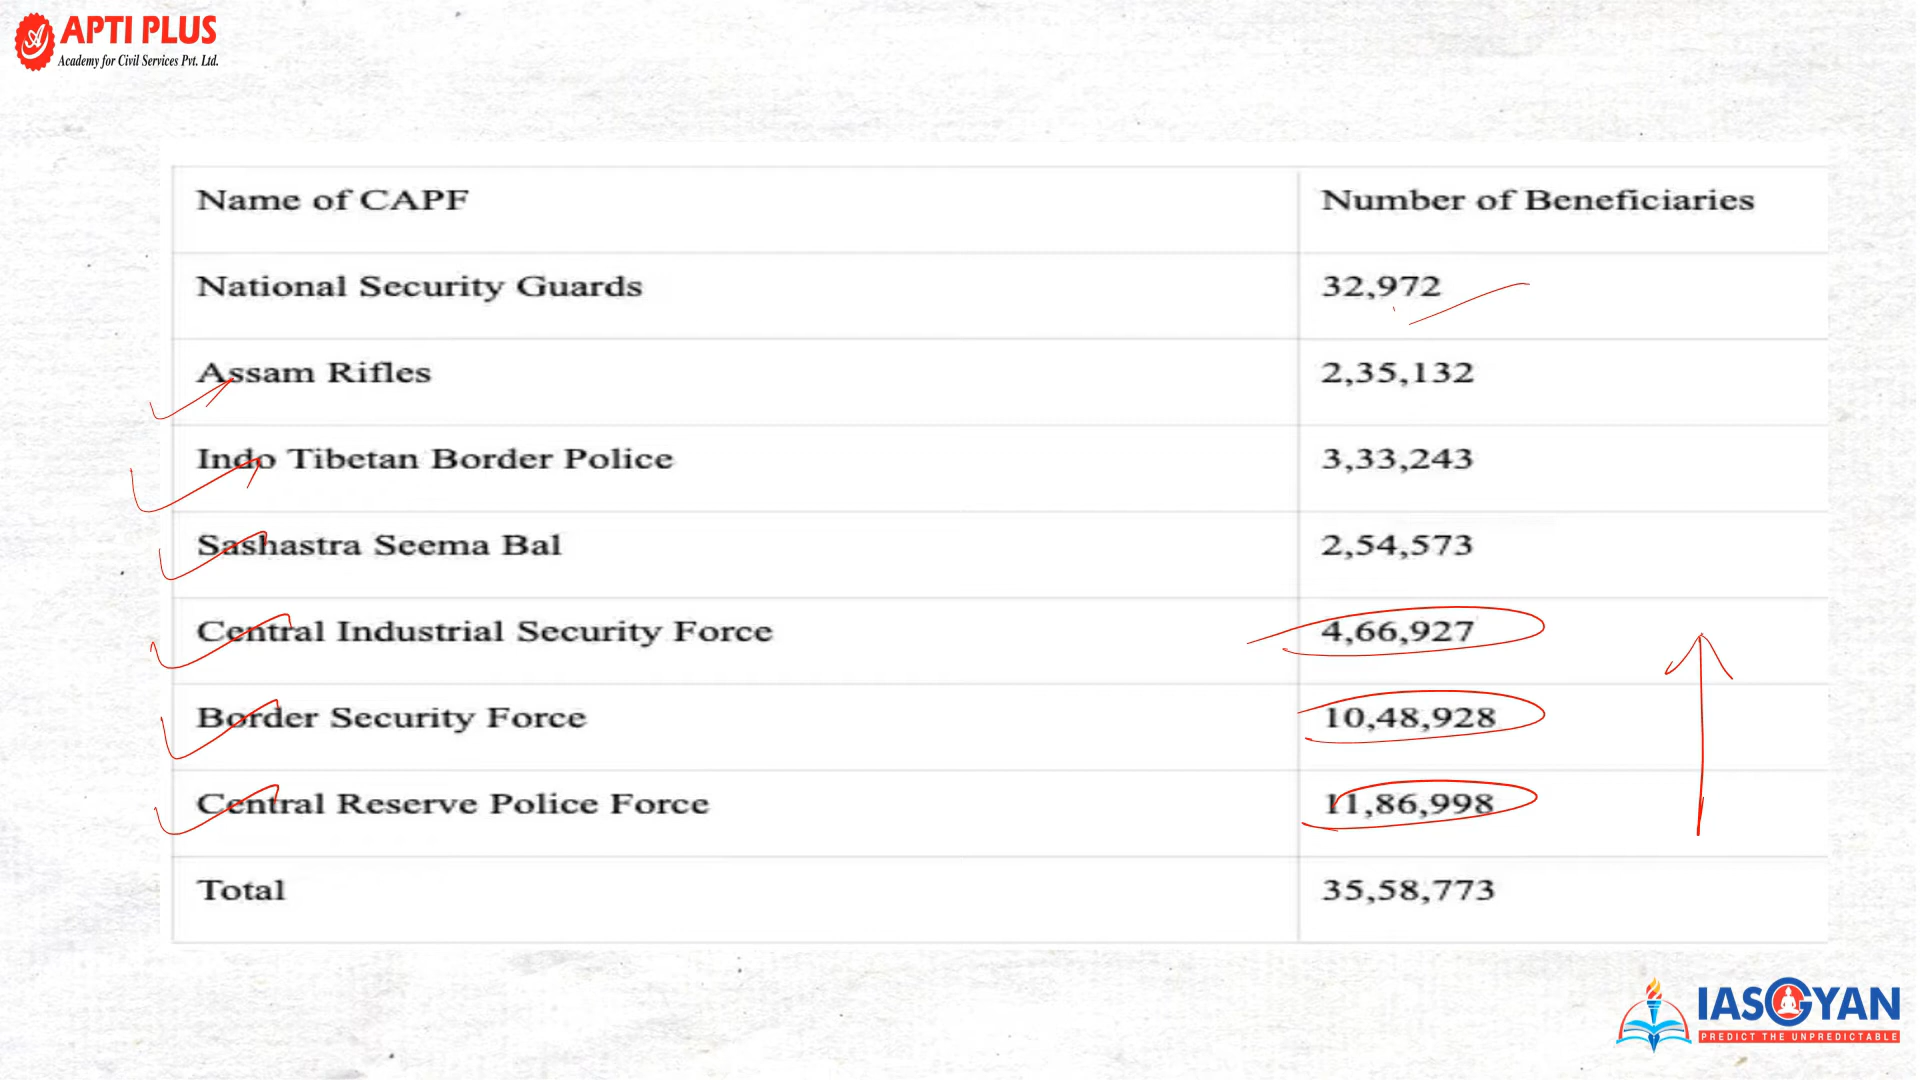 APTI PLUS
Academy for Civil Services Pvt. Ltd.
Name of CAPF Number of Beneficiaries
National Security Guards 32,972
Assam Rifles 2,35,132
Indo Tibetan Border Police 3,33,243
Sashastra Seema Bal 2,54,573
Central Industrial Security Force 4,66,927
Border Security Force 10,48,928
Central Reserve Police Force 11,86,998
Total 35,58,773
IASGYAN
PREDICT THE UNPREDICTABLE